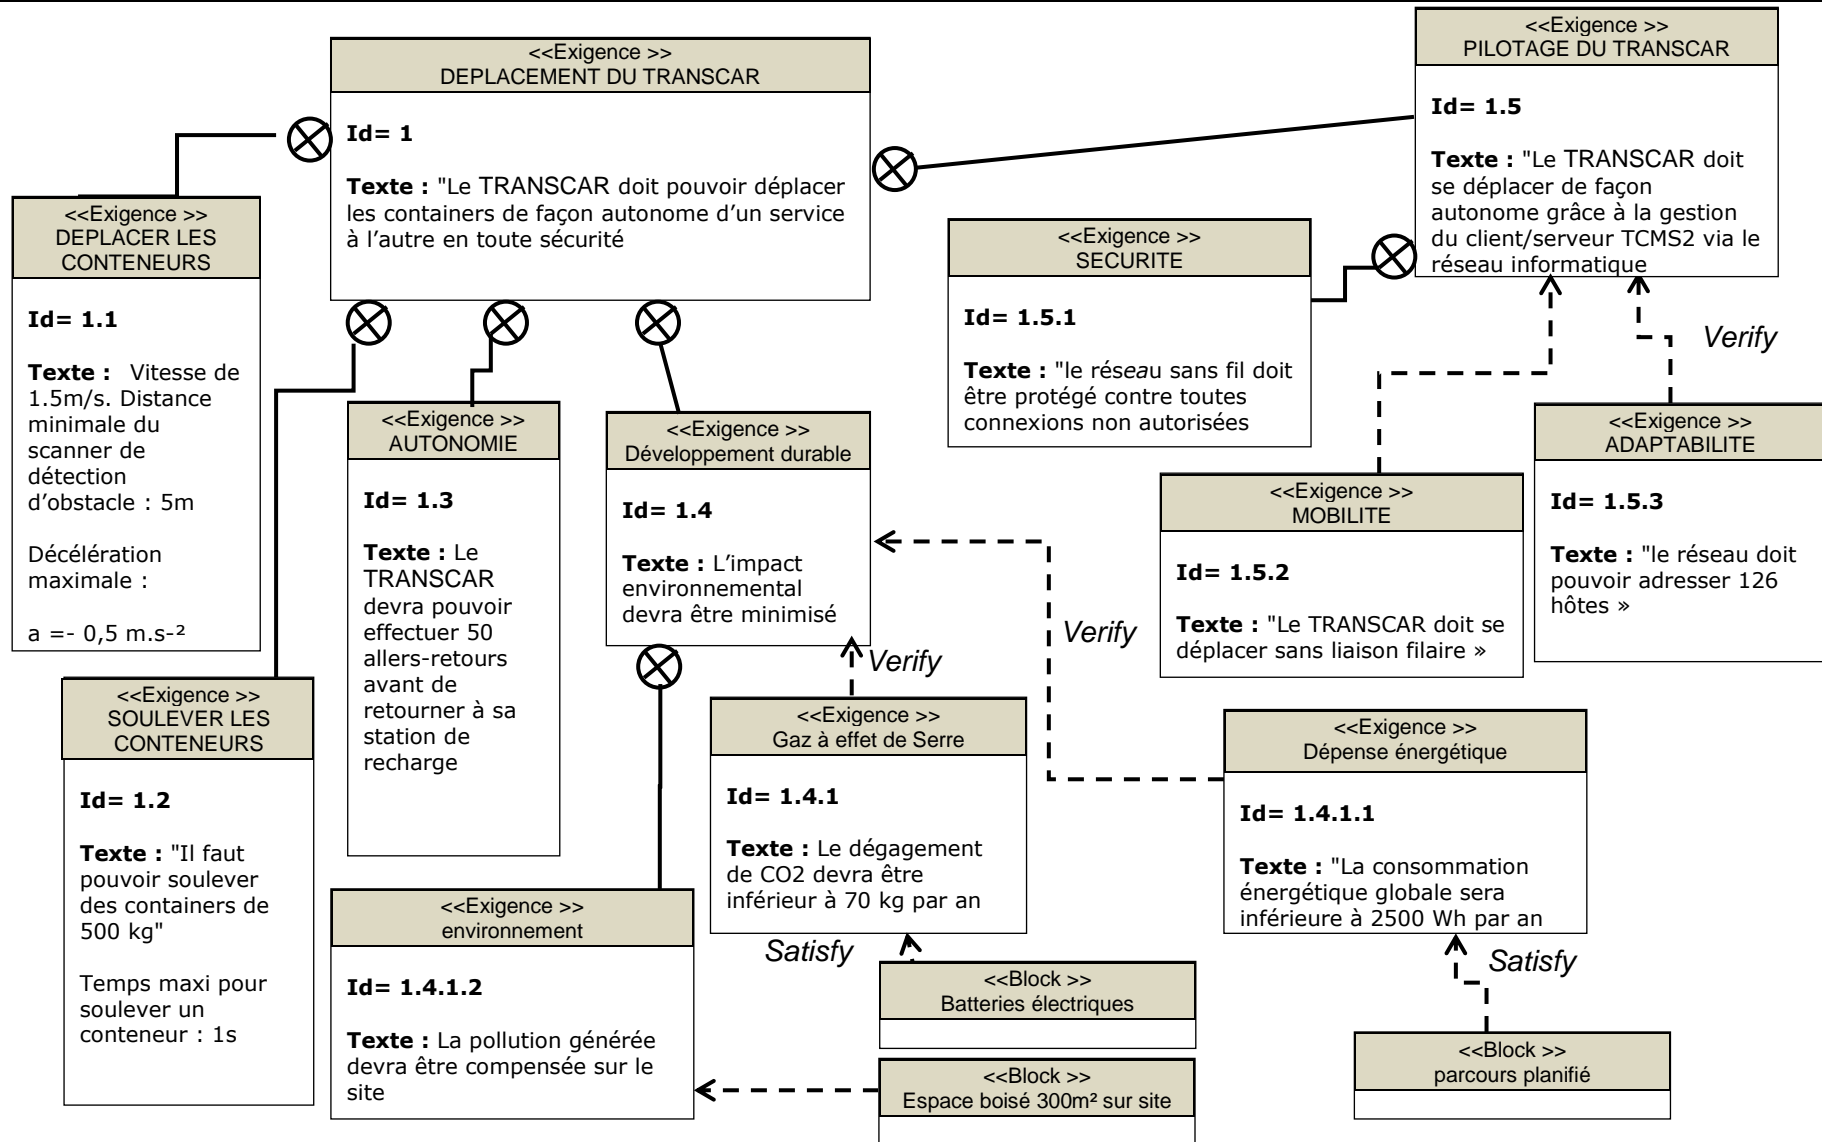 <<Exigence >>
DEPLACEMENT DU TRANSCAR
Id= 1
Texte : "Le TRANSCAR doit pouvoir déplacer
les containers de façon autonome d'un service
à l'autre en toute sécurité
<<Exigence >>
PILOTAGE DU TRANSCAR
Id= 1.5
Texte : "Le TRANSCAR doit
se déplacer de façon
autonome grâce à la gestion
du client/serveur TCMS2 via le
réseau informatique
<<Exigence >>
DEPLACER LES
CONTENEURS
Id= 1.1
Texte : Vitesse de
1.5m/s. Distance
minimale du
scanner de
détection
d'obstacle : 5m
Décélération
maximale :
a =- 0,5 m.s-²
<<Exigence >>
SECURITE
Id= 1.5.1
Texte : "le réseau sans fil doit
être protégé contre toutes
connexions non autorisées
Verify
<<Exigence >>
AUTONOMIE
Id= 1.3
Texte : Le
TRANSCAR
devra pouvoir
effectuer 50
allers-retours
avant de
retourner à sa
station de
recharge
<<Exigence >>
Développement durable
Id= 1.4
Texte : L'impact
environnemental
devra être minimisé
<<Exigence >>
MOBILITE
Id= 1.5.2
Texte : "Le TRANSCAR doit se
déplacer sans liaison filaire »
<<Exigence >>
ADAPTABILITE
Id= 1.5.3
Texte : "le réseau doit
pouvoir adresser 126
hôtes »
Verify
Verify
<<Exigence >>
SOULEVER LES
CONTENEURS
Id= 1.2
Texte : "Il faut
pouvoir soulever
des containers de
500 kg"
Temps maxi pour
soulever un
conteneur : 1s
<<Exigence >>
Gaz à effet de Serre
Id= 1.4.1
Texte : Le dégagement
de CO2 devra être
inférieur à 70 kg par an
<<Exigence >>
Dépense énergétique
Id= 1.4.1.1
Texte : "La consommation
énergétique globale sera
inférieure à 2500 Wh par an
<<Exigence >>
environnement
Id= 1.4.1.2
Texte : La pollution générée
devra être compensée sur le
site
Satisfy
<<Block >>
Batteries électriques
Satisfy
<<Block >>
parcours planifié
<<Block >>
Espace boisé 300m² sur site